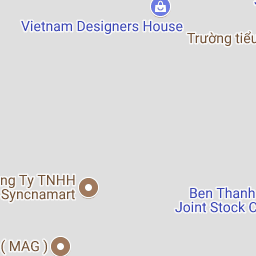 Vietnam Designers House
Trường tiểu
ng Ty TNHH
Syncnamart
Ben Thanh
Joint Stock C
( MAG )